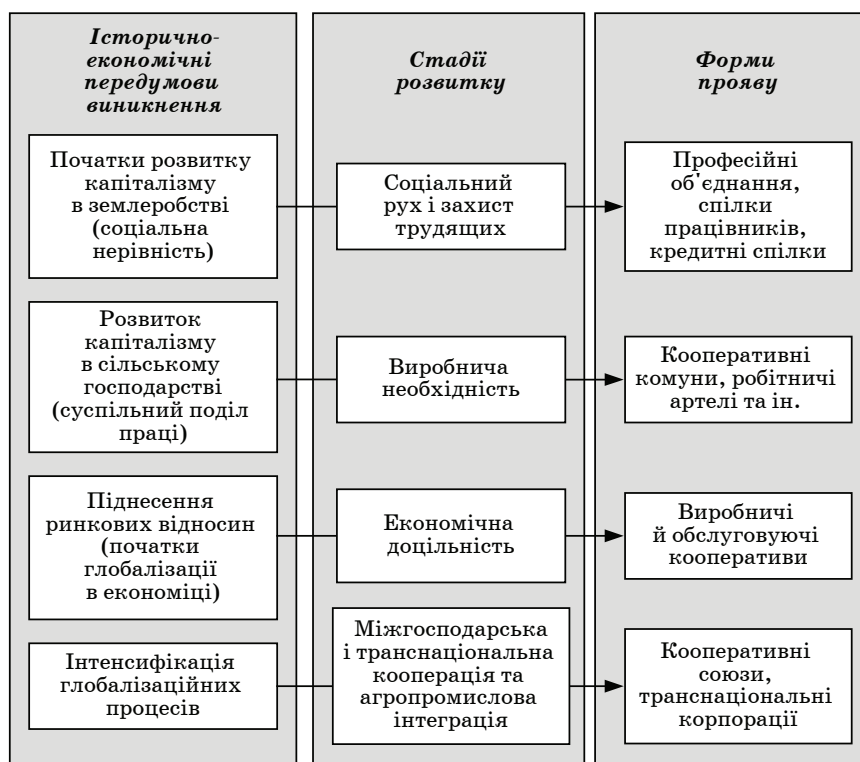 Історично-
економічні
передумови
виникнення
Стадії
розвитку
Форми
прояву
Початки розвитку
капіталізму
в землеробстві
(соціальна
нерівність)
Соціальний
рух і захист
трудящих
Професійні
об'єднання,
спілки
працівників,
кредитні спілки
Розвиток
капіталізму
в сільському
господарстві
(суспільний поділ
праці)
Виробнича
необхідність
Кооперативні
комуни, робітничі
артелі та ін.
Піднесення
ринкових відносин
(початки
глобалізації
в економіці)
Економічна
доцільність
Виробничі
й обслуговуючі
кооперативи
Інтенсифікація
глобалізаційних
процесів
Міжгосподарська
і транснаціональна
кооперація та
агропромислова
інтеграція
Кооперативні
союзи,
транснаціональні
корпорації